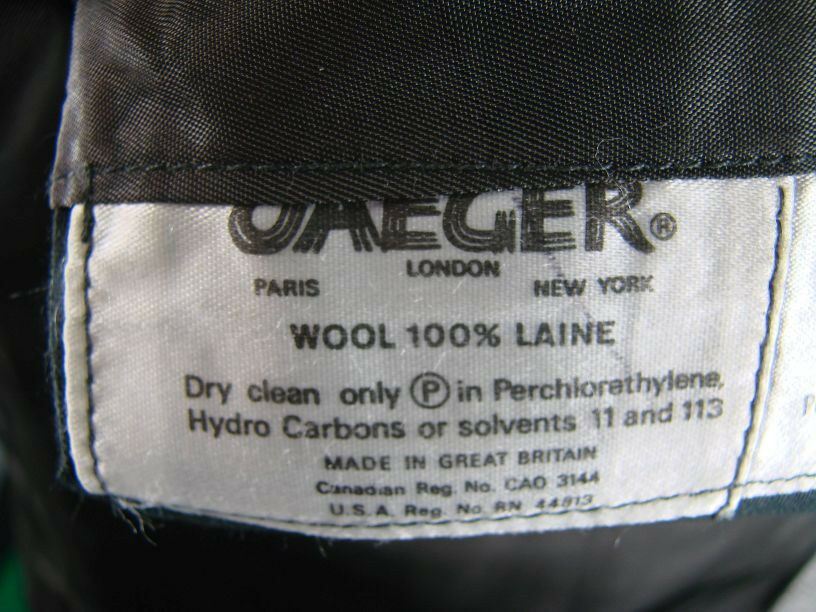 JAEGER®
LONDON
PARIS NEW YORK
WOOL 100% LAINE
Dry clean only Ⓟ in Perchlorethylene,
Hydro Carbons or solvents 11 and 113
MADE IN GREAT BRITAIN
Canadian Reg. No. CAO 3144
U.S.A. Reg. No. RN 44813